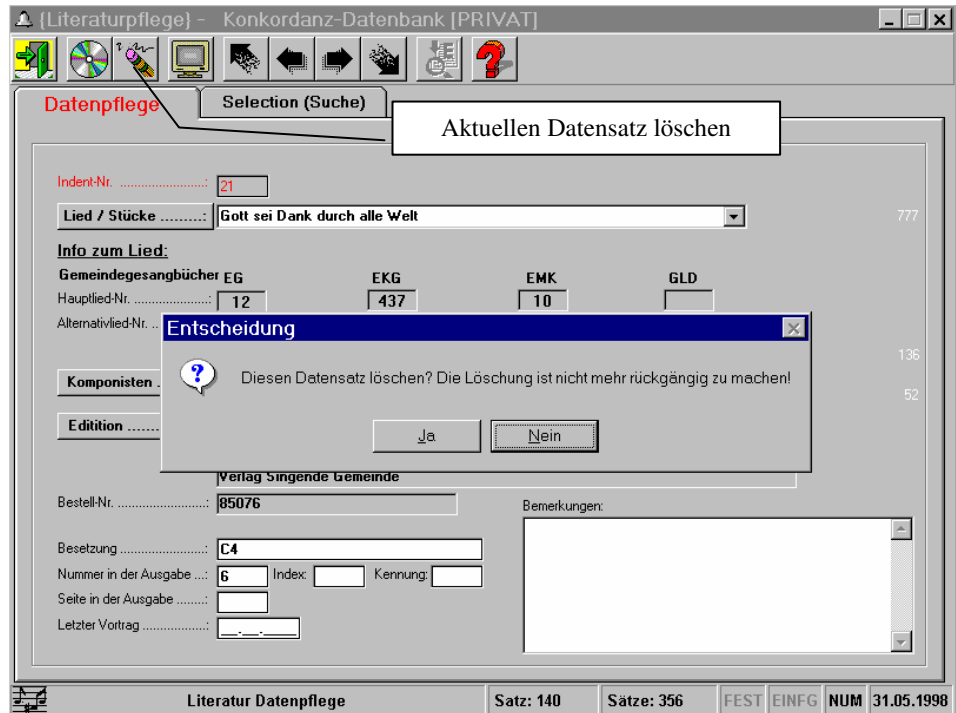 {Literaturpflege} - Konkordanz-Datenbank [PRIVAT]
Datenpflege
Selection (Suche)
Aktuellen Datensatz löschen
Indent-Nr. ........................: 21
Lied / Stücke ........: Gott sei Dank durch alle Welt
777
Info zum Lied:
Gemeindegesangbücher EG EKG EMK GLD
Hauptlied-Nr. .....................: 12 437 10
Alternativlied-Nr. ..
Entscheidung
136
Diesen Datensatz löschen? Die Löschung ist nicht mehr rückgängig zu machen!
Komponisten .
52
Editition ......
Ja Nein
Verlag Singende Gemeinde
Bestell-Nr. ........................: 85076
Bemerkungen:
Besetzung ........................: C4
Nummer in der Ausgabe ...: 6 Index: Kennung:
Seite in der Ausgabe ........:
Letzter Vortrag ..................: __.__.____
Literatur Datenpflege Satz: 140 Sätze: 356 FEST EINFG NUM 31.05.1998